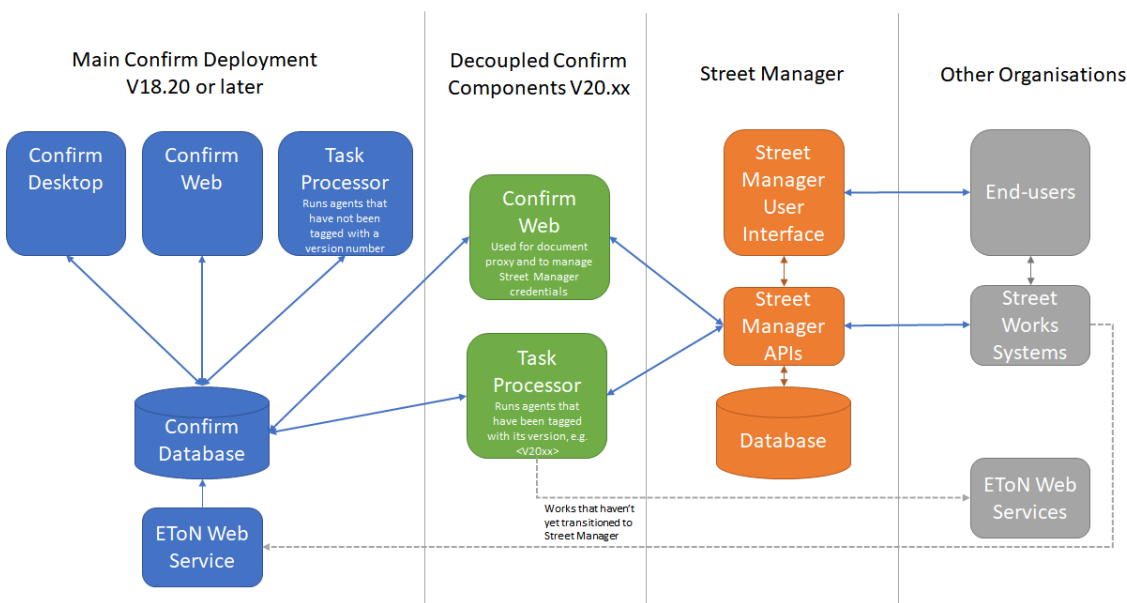 Main Confirm Deployment
V18.20 or later
Decoupled Confirm
Components V20.xx
Street Manager
Other Organisations
Confirm
Desktop
Confirm
Web
Task
Processor
Runs agents that
have not been
tagged with a
version number
Confirm
Web
Used for document
proxy and to manage
Street Manager
credentials
Street
Manager
User
Interface
End-users
Street
Manager
APIs
Street
Works
Systems
Task
Processor
Runs agents that
have been tagged
with its version, e.g.
<V20xx>
Confirm
Database
Database
EToN Web
Services
Works that haven't
yet transitioned to
Street Manager
EToN Web
Service